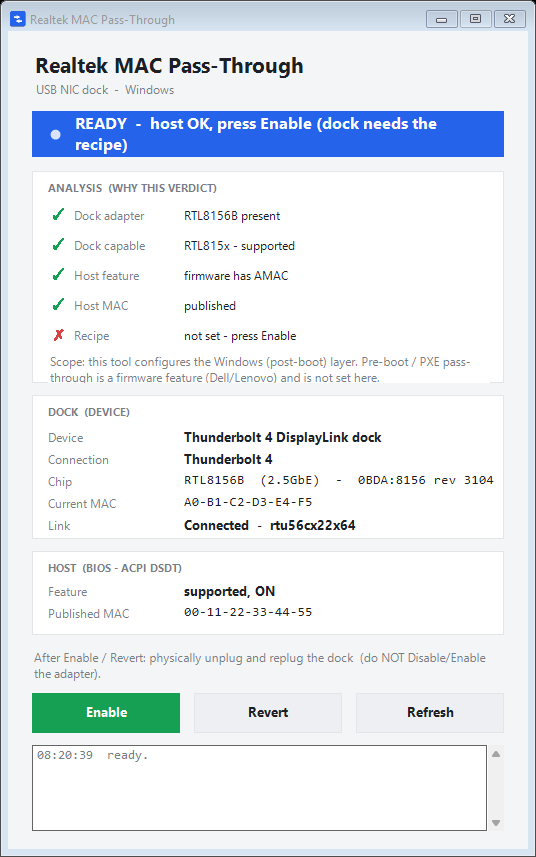 Realtek MAC Pass-Through
Realtek MAC Pass-Through
USB NIC dock - Windows
READY - host OK, press Enable (dock needs the
recipe)
ANALYSIS (WHY THIS VERDICT)
✓ Dock adapter RTL8156B present
✓ Dock capable RTL815x - supported
✓ Host feature firmware has AMAC
✓ Host MAC published
✗ Recipe not set - press Enable
Scope: this tool configures the Windows (post-boot) layer. Pre-boot / PXE pass-
through is a firmware feature (Dell/Lenovo) and is not set here.
DOCK (DEVICE)
Device Thunderbolt 4 DisplayLink dock
Connection Thunderbolt 4
Chip RTL8156B (2.5GbE) - 0BDA:8156 rev 3104
Current MAC A0-B1-C2-D3-E4-F5
Link Connected - rtu56cx22x64
HOST (BIOS - ACPI DSDT)
Feature supported, ON
Published MAC 00-11-22-33-44-55
After Enable / Revert: physically unplug and replug the dock (do NOT Disable/Enable
the adapter).
Enable Revert Refresh
08:20:39 ready.